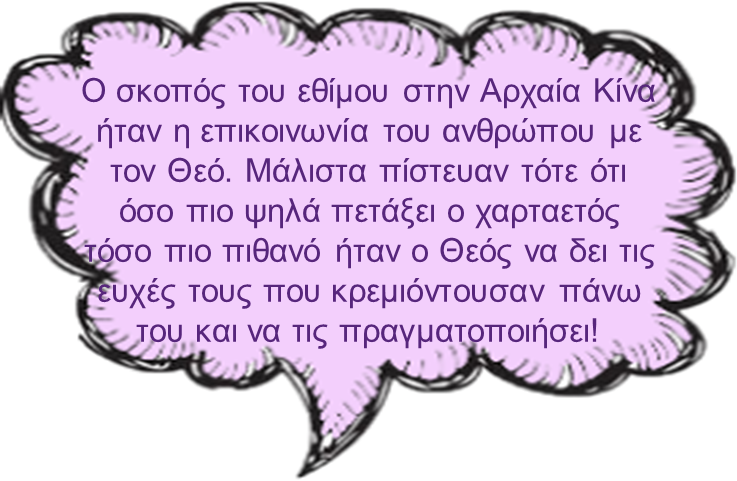 Ο σκοπός του εθίμου στην Αρχαία Κίνα
ήταν η επικοινωνία του ανθρώπου με
τον Θεό. Μάλιστα πίστευαν τότε ότι
όσο πιο ψηλά πετάξει ο χαρταετός
τόσο πιο πιθανό ήταν ο Θεός να δει τις
ευχές τους που κρεμιόντουσαν πάνω
του και να τις πραγματοποιήσει!